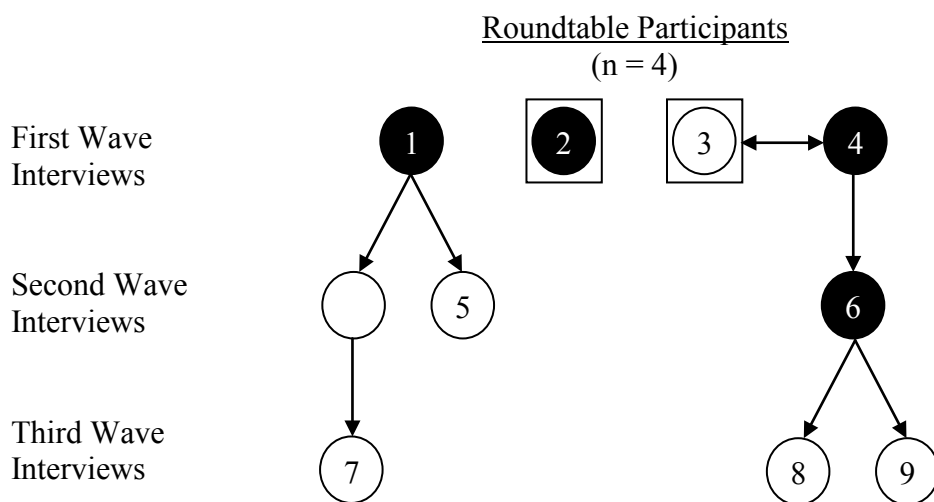 Roundtable Participants
(n = 4)
First Wave
Interviews
1
2
3
4
Second Wave
Interviews
5
6
Third Wave
Interviews
7
8
9